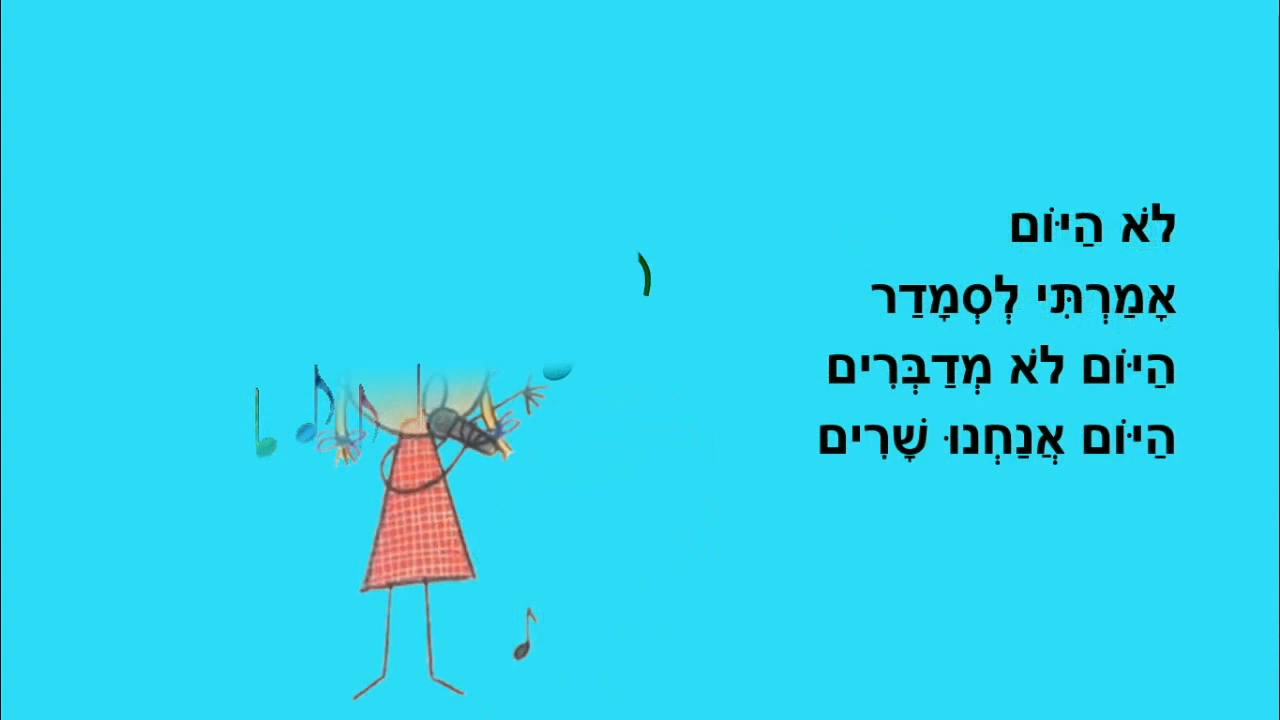 לֹא הַיּוֹם
אָמַרְתִּי לְסְמָדַר
הַיּוֹם לֹא מְדַבְּרִים
הַיּוֹם אֲנַחְנוּ שָׁרִים